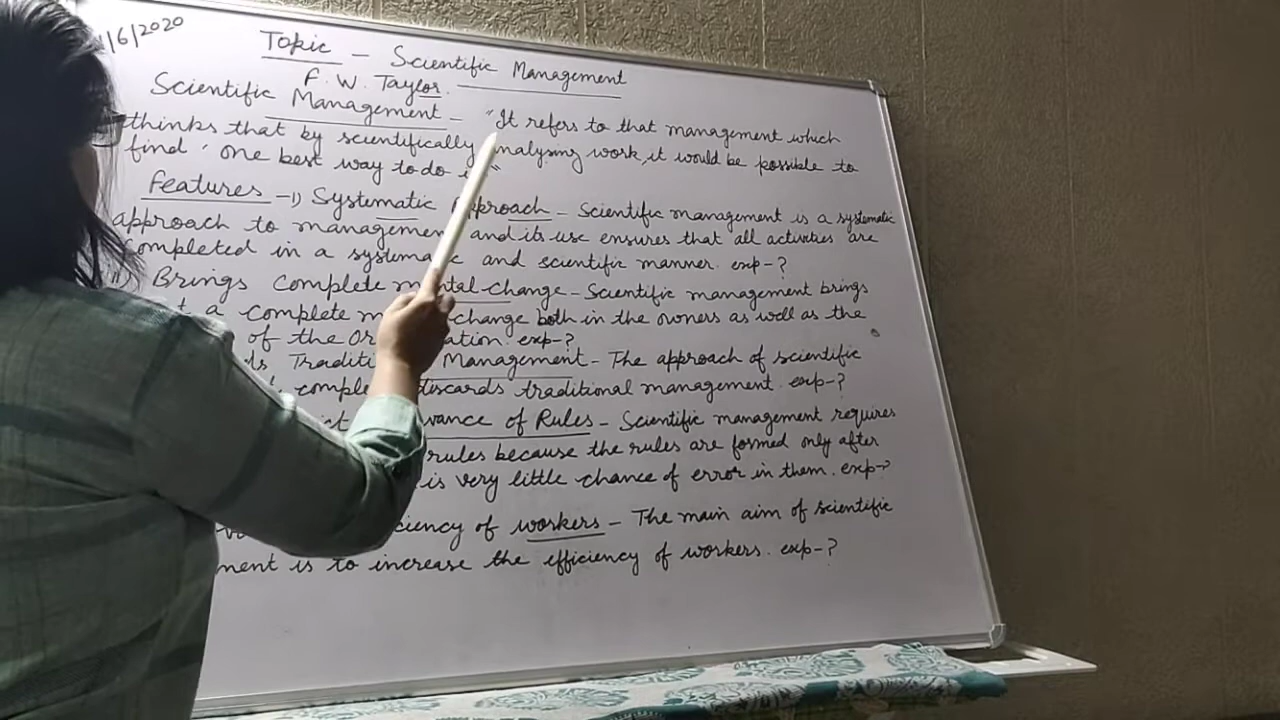 /6/2020
Topic - Scientific Management
F. W. Taylor.
Scientific Management - "It refers to that management which
thinks that by scientifically analysing work, it would be possible to
find 'one best way to do "
Features - 1) Systematic Approach - Scientific management is a systematic
approach to management and its use ensures that all activities are
completed in a systematic and scientific manner. exp-?
11) Brings Complete mental change - Scientific management brings
a complete change both in the owners as well as the
of the exp-?
Management - The approach of scientific
discards traditional management. exp-?
of Rules - Scientific management requires
rules because the rules are formed only after
is very little chance of error in them. exp-?
of workers - The main aim of scientific
is to increase the efficiency of workers. exp-?